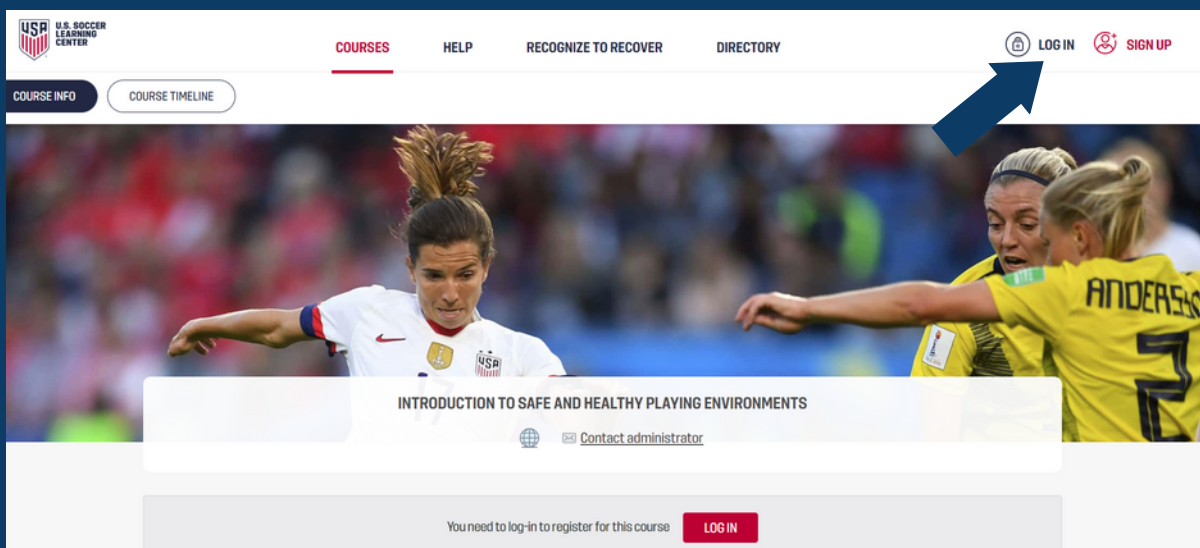 USA
U.S. SOCCER
LEARNING
CENTER
COURSES HELP RECOGNIZE TO RECOVER DIRECTORY LOG IN SIGN UP
COURSE INFO COURSE TIMELINE
USA
17
2
INTRODUCTION TO SAFE AND HEALTHY PLAYING ENVIRONMENTS
Contact administrator
You need to log-in to register for this course LOG IN